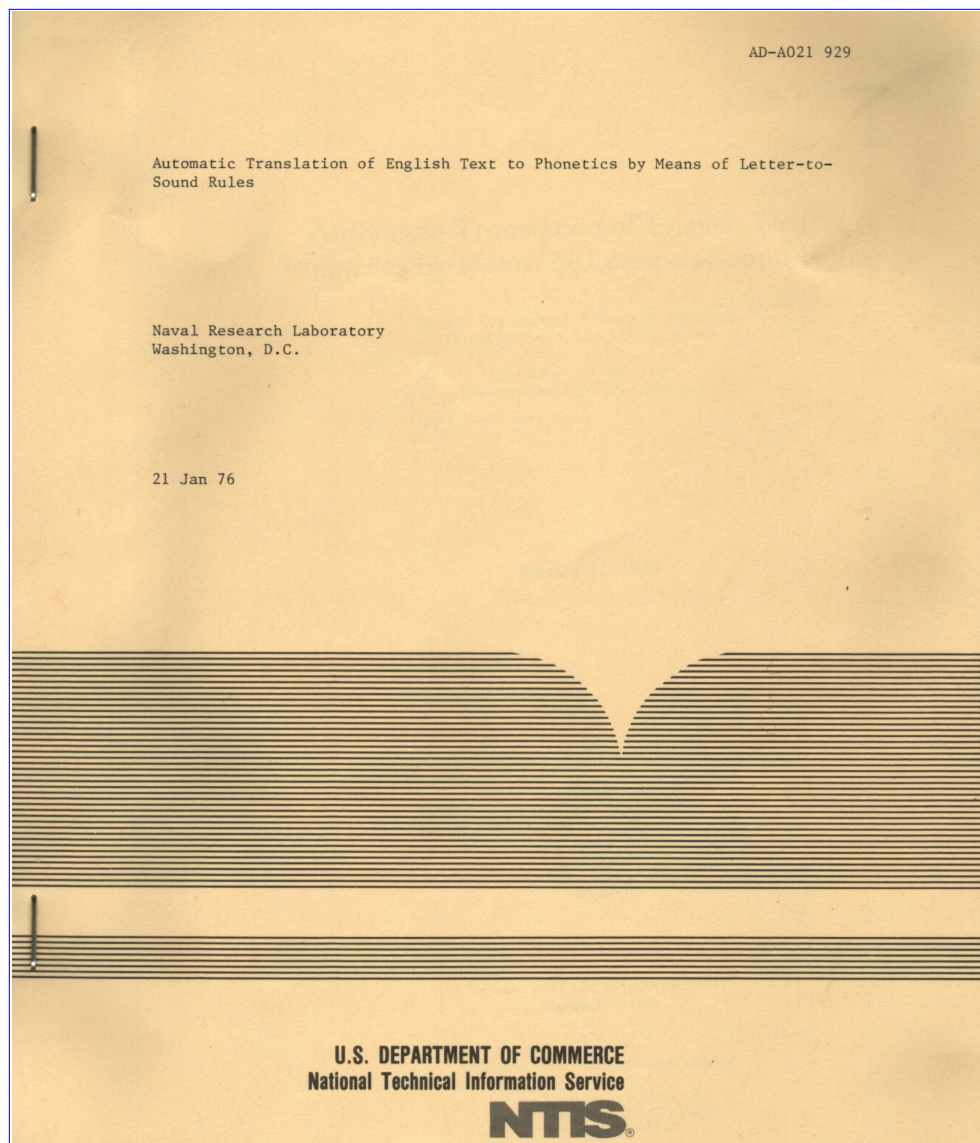 AD-A021 929
Automatic Translation of English Text to Phonetics by Means of Letter-to-
Sound Rules
Naval Research Laboratory
Washington, D.C.
21 Jan 76
U.S. DEPARTMENT OF COMMERCE
National Technical Information Service
NTIS®